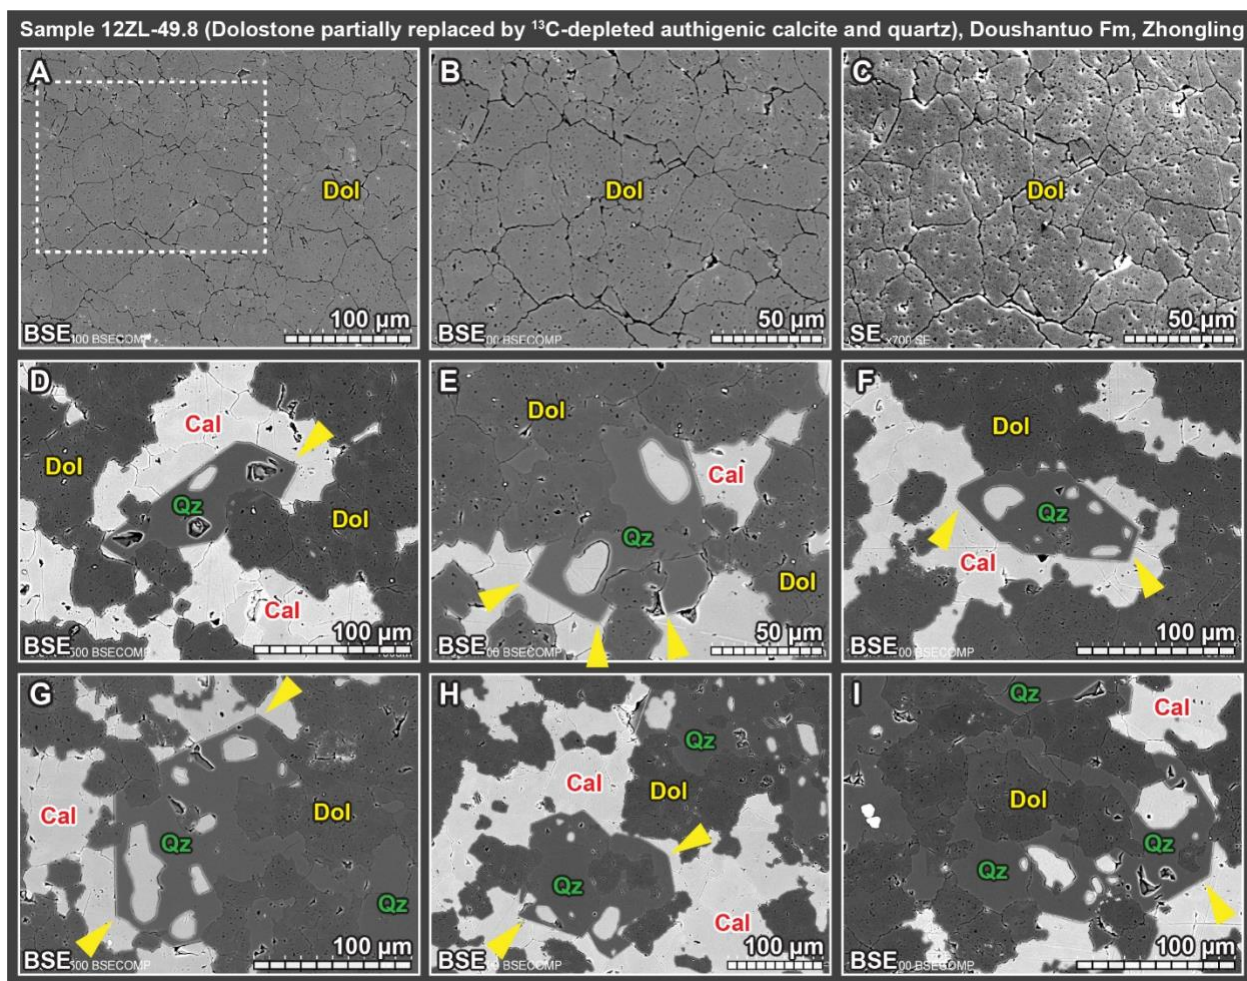 Sample 12ZL-49.8 (Dolostone partially replaced by ¹³C-depleted authigenic calcite and quartz), Doushantuo Fm, Zhongling
A
Dol
BSE
100 µm
B
Dol
BSE
50 µm
C
Dol
SE
x700 SE
50 µm
D
Cal
Dol
Qz
Dol
Cal
BSE
100 µm
E
Dol
Cal
Qz
Dol
BSE
50 µm
F
Dol
Qz
Cal
BSE
100 µm
G
Cal
Dol
Qz
Qz
BSE
100 µm
H
Qz
Cal
Dol
Qz
Cal
BSE
100 µm
I
Qz
Cal
Dol
Qz
Qz
BSE
100 µm